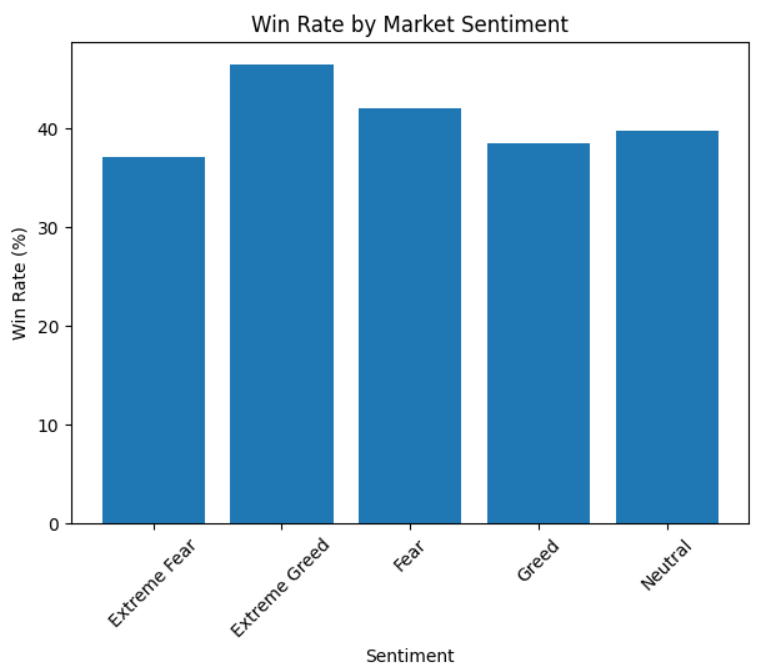 Win Rate by Market Sentiment
Win Rate (%)
40
30
20
10
0
Extreme Fear
Extreme Greed
Fear
Greed
Neutral
Sentiment